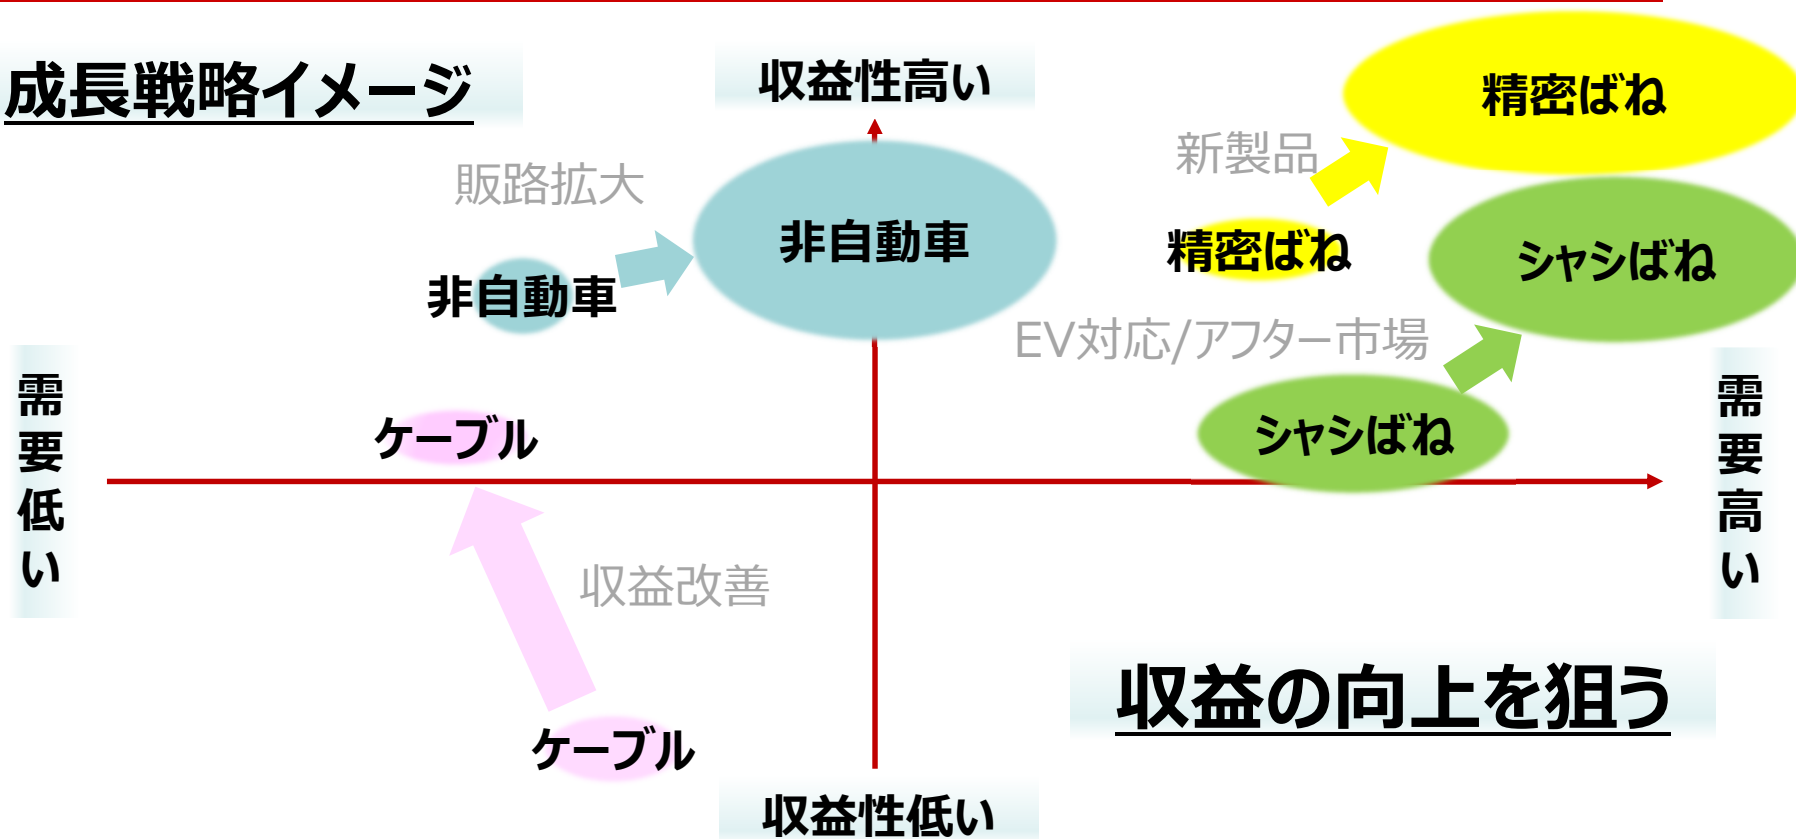 成長戦略イメージ
収益性高い
精密ばね
新製品
販路拡大
非自動車
精密ばね
シャシばね
非自動車
EV対応/アフター市場
需要低い
需要高い
ケーブル
シャシばね
収益改善
収益の向上を狙う
ケーブル
収益性低い